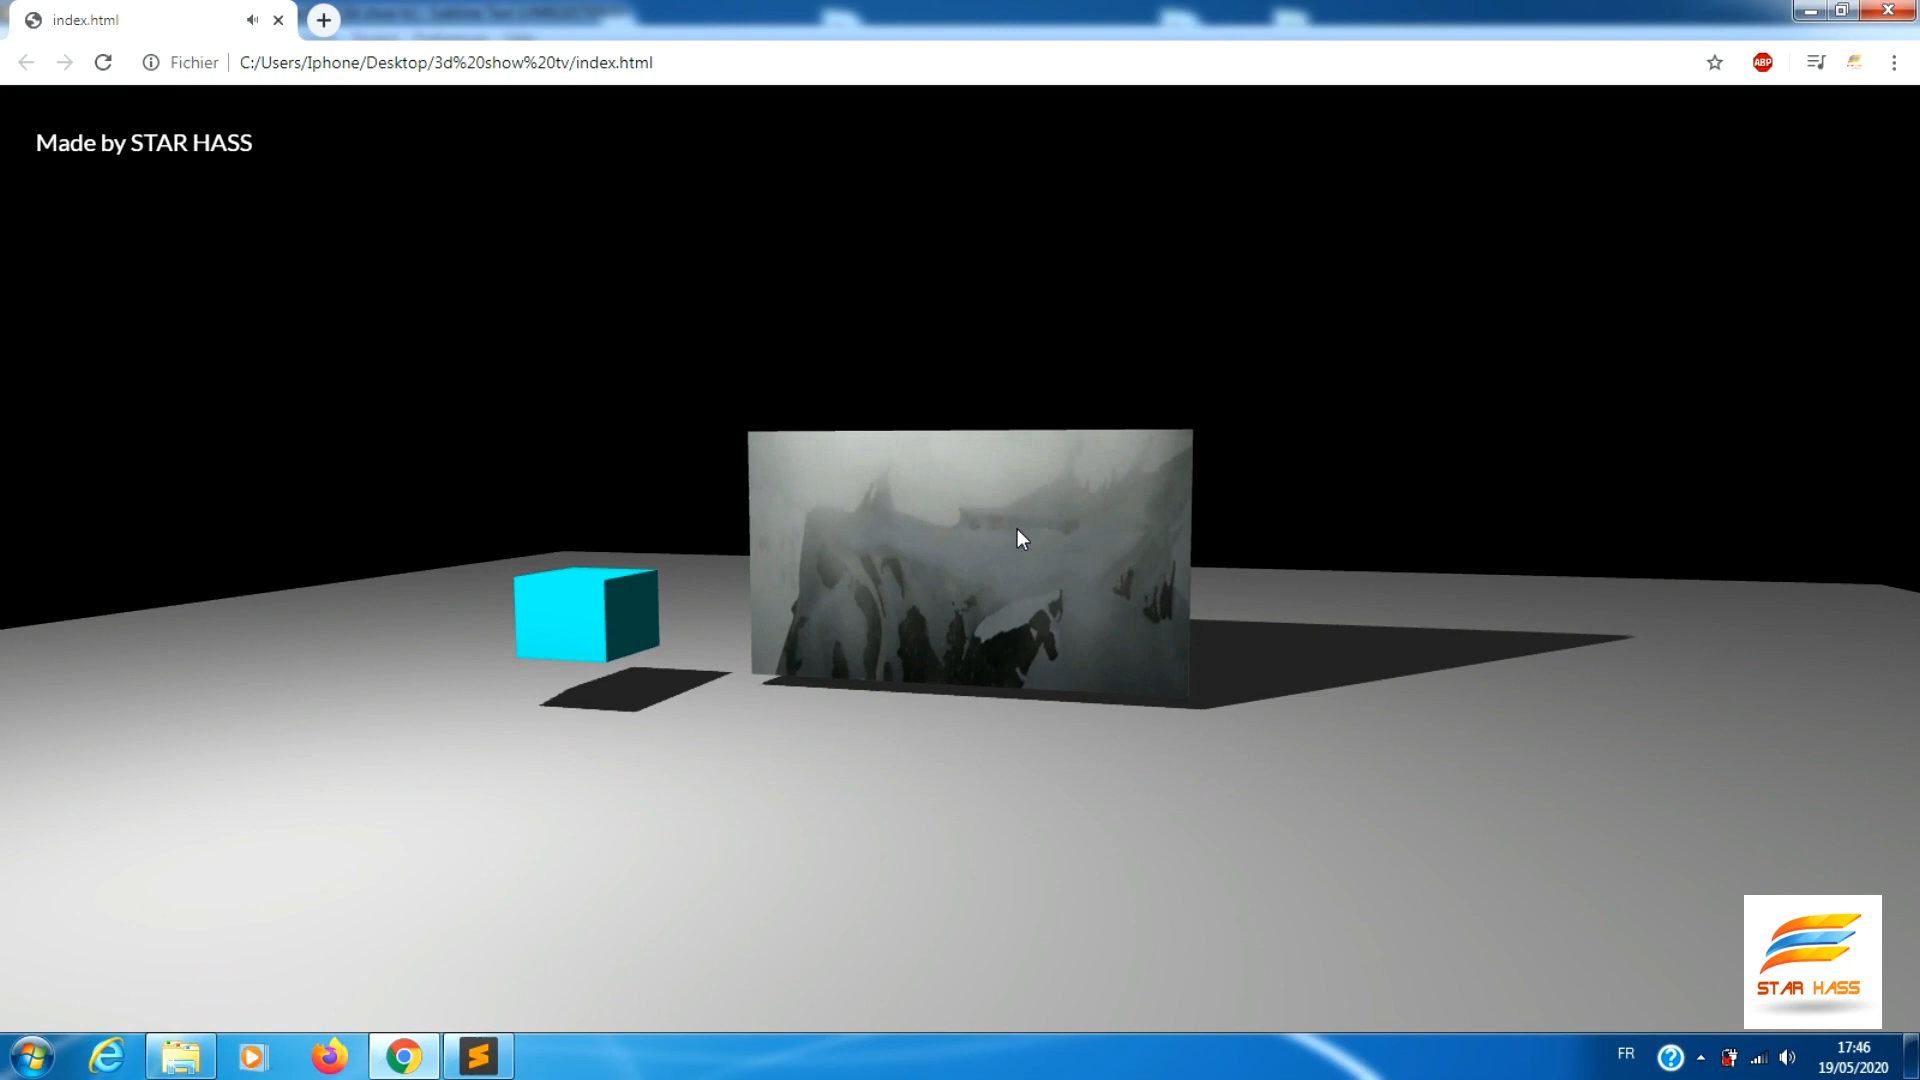 index.html
Fichier
C:/Users/Iphone/Desktop/3d%20show%20tv/index.html
ABP
Made by STAR HASS
STAR HASS
FR
17:46
19/05/2020